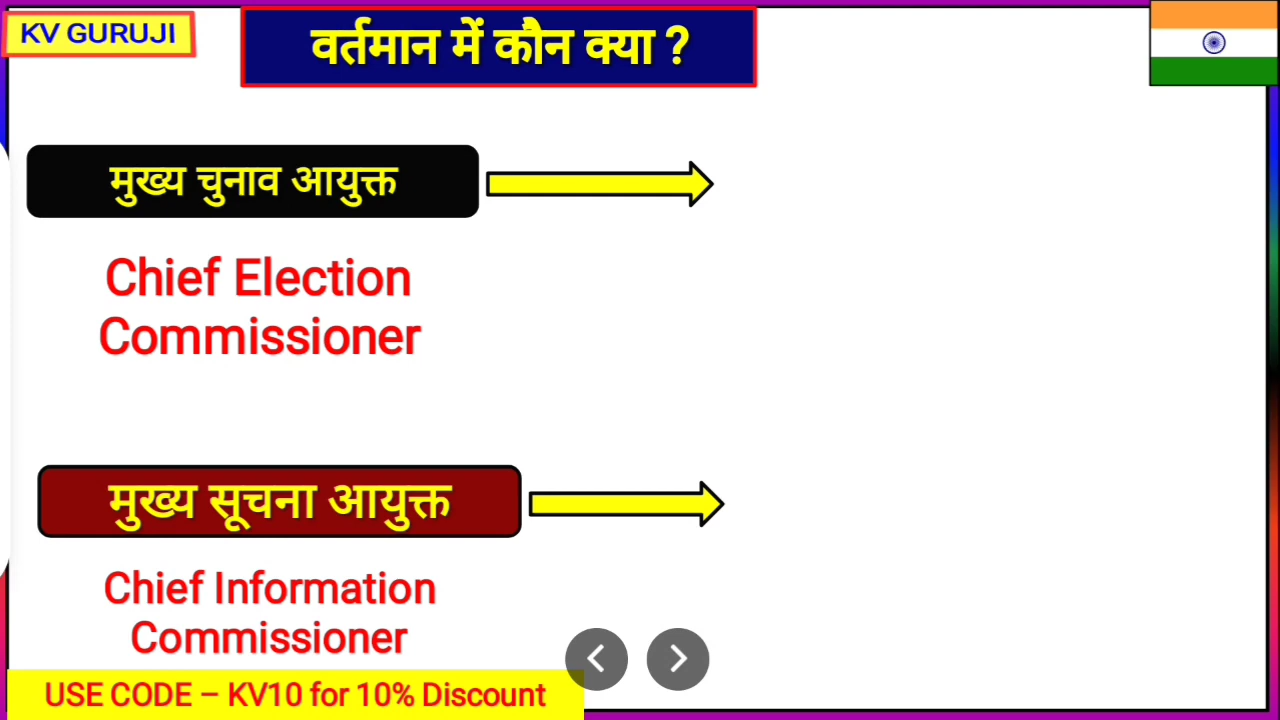 KV GURUJI
वर्तमान में कौन क्या ?
मुख्य चुनाव आयुक्त
Chief Election
Commissioner
मुख्य सूचना आयुक्त
Chief Information
Commissioner
USE CODE – KV10 for 10% Discount